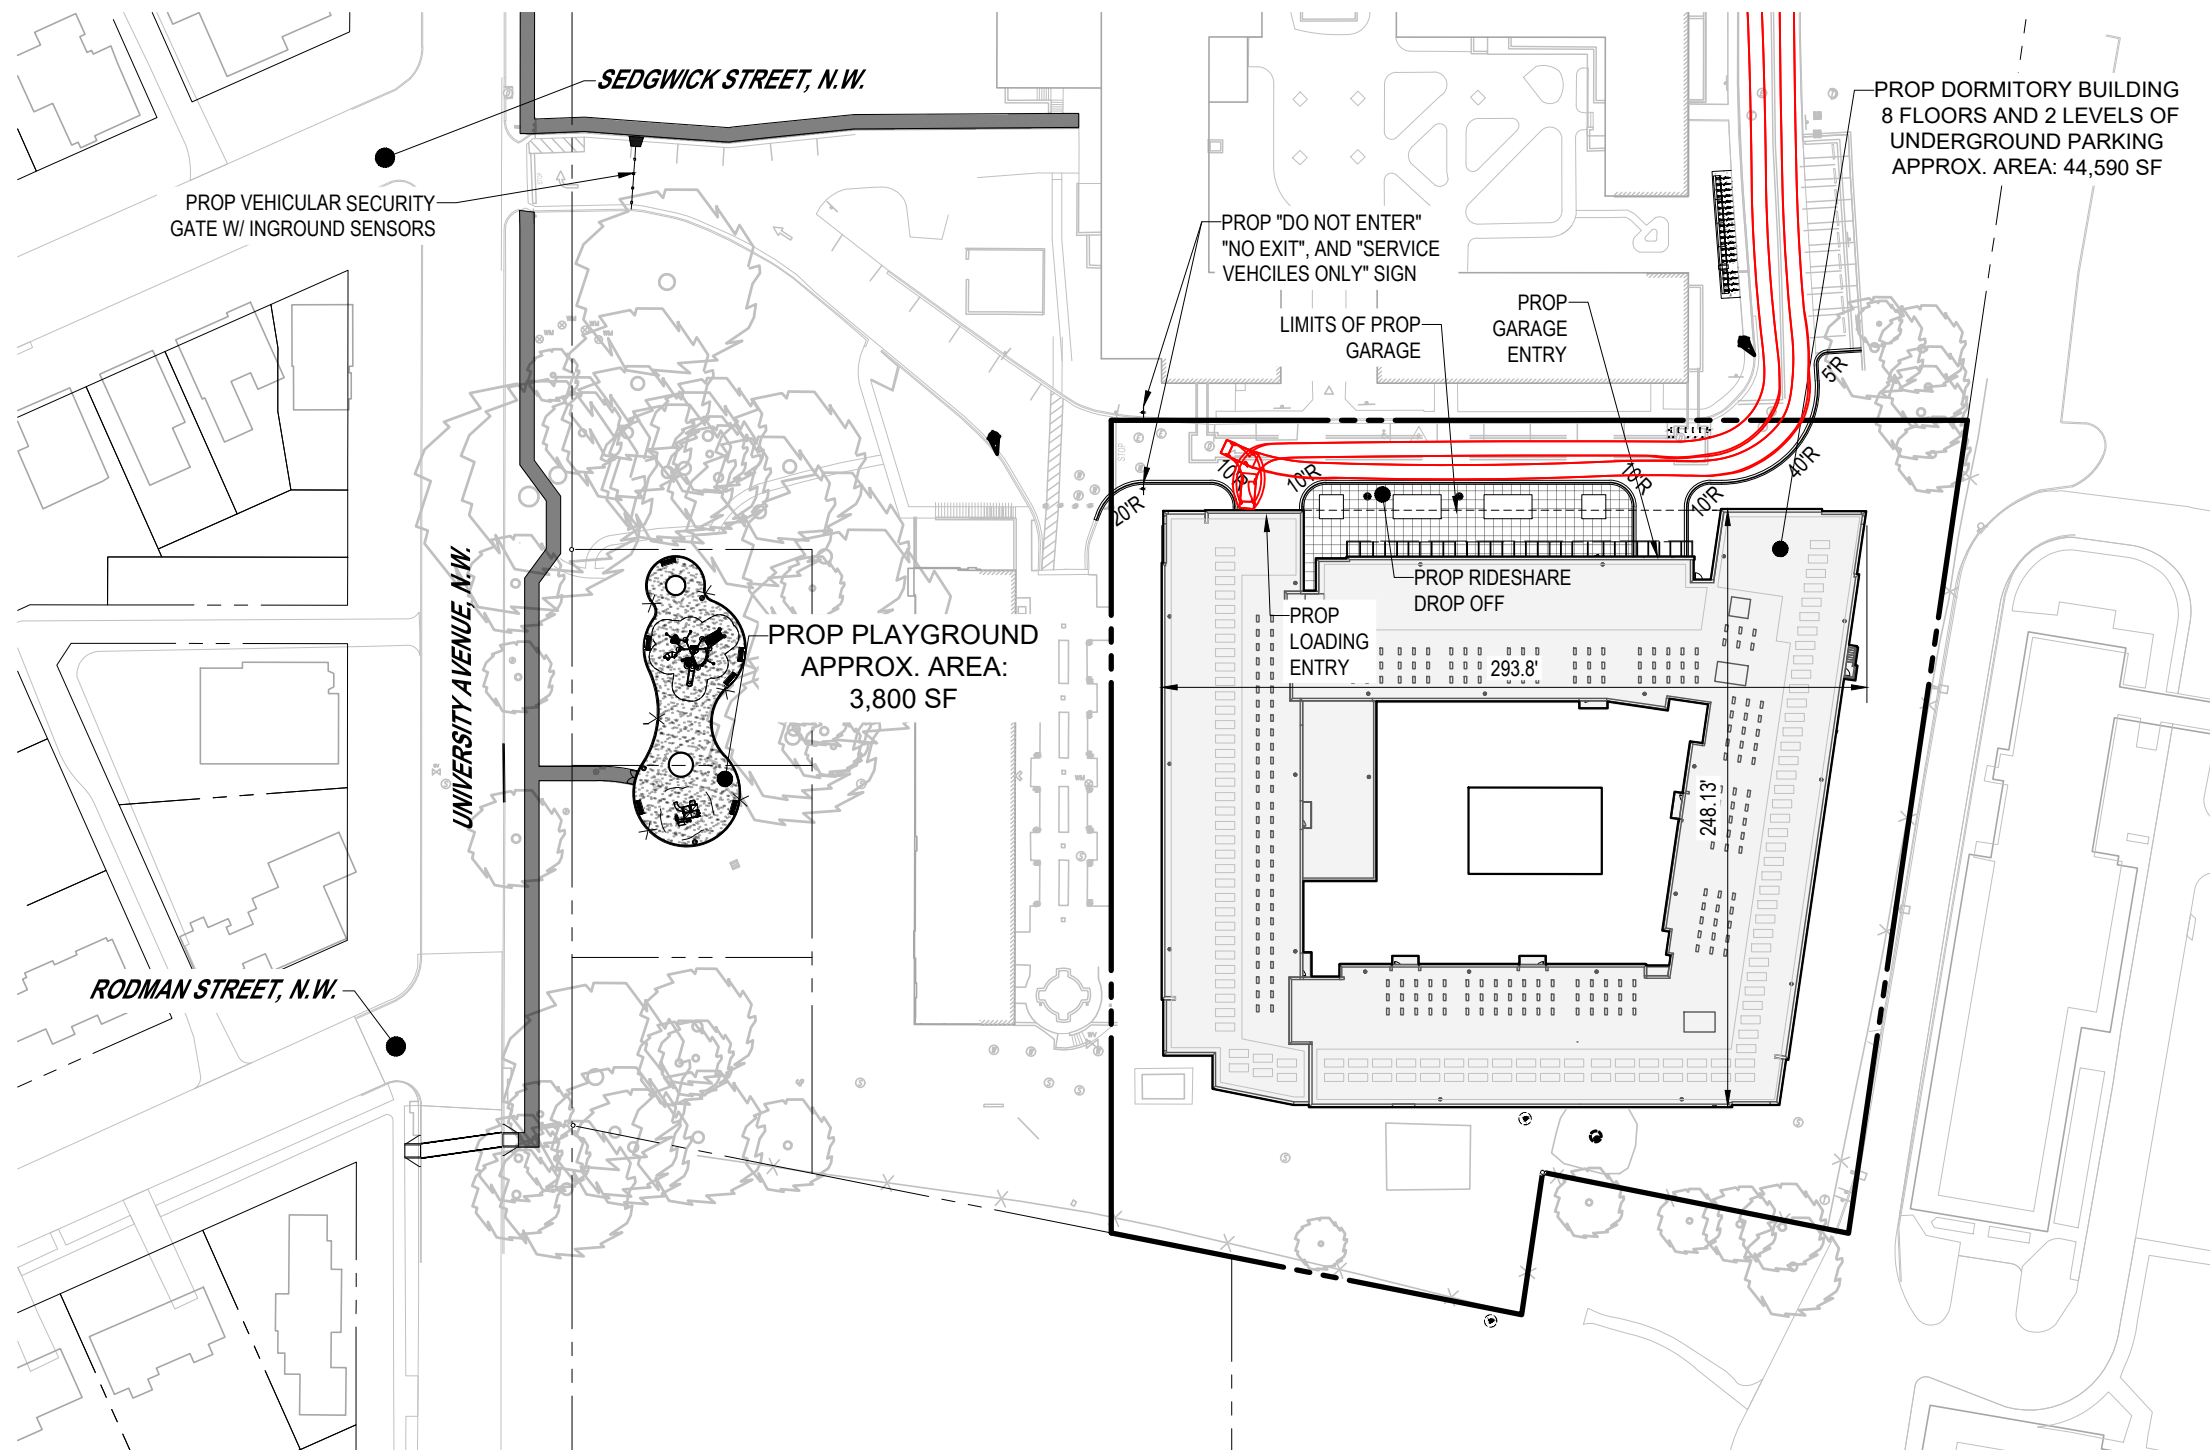 SEDGWICK STREET, N.W.
PROP DORMITORY BUILDING
8 FLOORS AND 2 LEVELS OF
UNDERGROUND PARKING
APPROX. AREA: 44,590 SF
PROP VEHICULAR SECURITY
GATE W/ INGROUND SENSORS
PROP "DO NOT ENTER"
"NO EXIT", AND "SERVICE
VEHCILES ONLY" SIGN
LIMITS OF PROP
GARAGE
PROP
GARAGE
ENTRY
5'R
40'R
10'R
10'R
10'R
10'R
20'R
STOP
STOP
PROP RIDESHARE
DROP OFF
PROP
LOADING
ENTRY
293.8'
248.13'
UNIVERSITY AVENUE, N.W.
PROP PLAYGROUND
APPROX. AREA:
3,800 SF
RODMAN STREET, N.W.